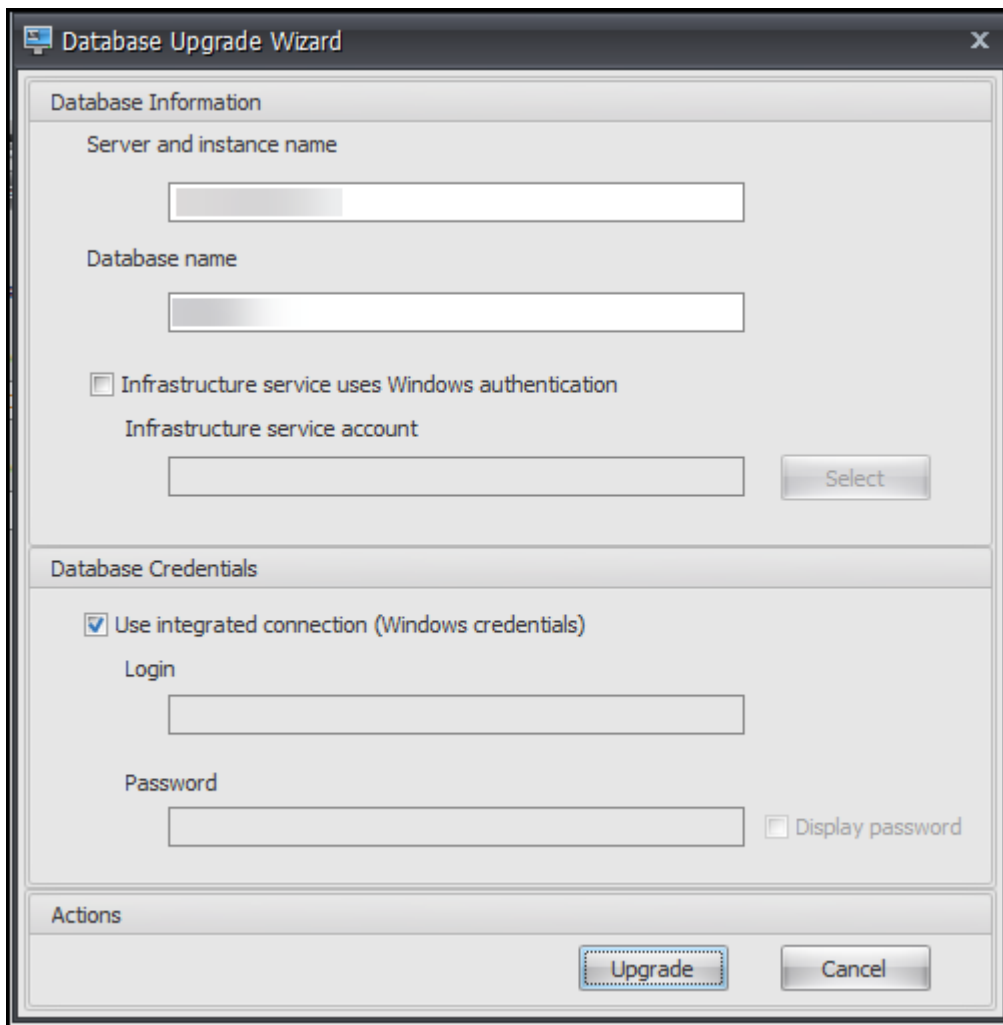 Database Upgrade Wizard
Database Information
Server and instance name
Database name
Infrastructure service uses Windows authentication
Infrastructure service account
Select
Database Credentials
Use integrated connection (Windows credentials)
Login
Password
Display password
Actions
Upgrade Cancel